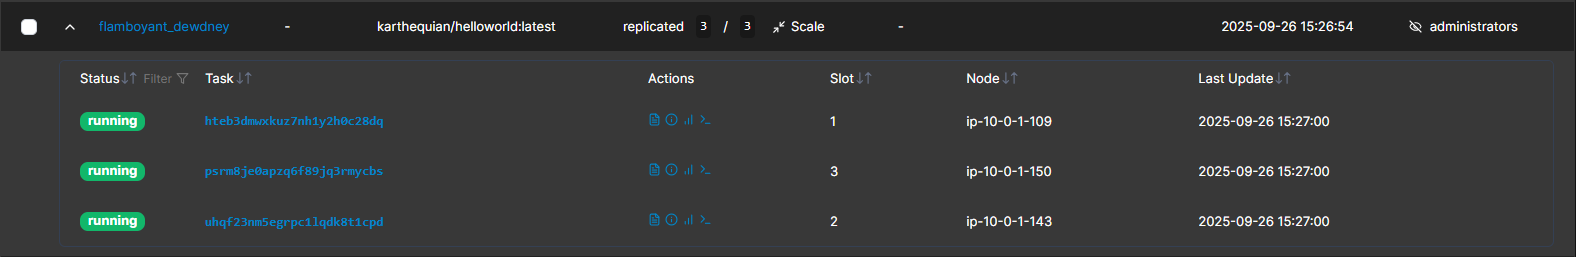 flamboyant_dewdney - karthequian/helloworld:latest replicated 3 / 3 Scale - 2025-09-26 15:26:54 administrators
Status Filter Task Actions Slot Node Last Update
running hteb3dmwxkuz7nh1y2h0c28dq 1 ip-10-0-1-109 2025-09-26 15:27:00
running psrm8je0apzq6f89jq3rmycbs 3 ip-10-0-1-150 2025-09-26 15:27:00
running uhqf23nm5egrpc1lqdk8t1cpd 2 ip-10-0-1-143 2025-09-26 15:27:00